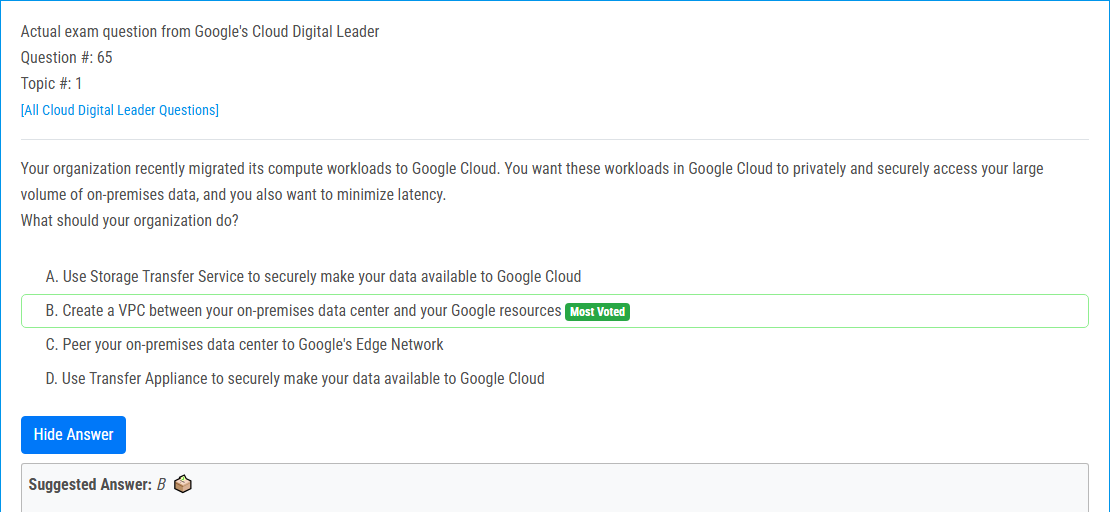 Actual exam question from Google's Cloud Digital Leader
Question #: 65
Topic #: 1
[All Cloud Digital Leader Questions]
Your organization recently migrated its compute workloads to Google Cloud. You want these workloads in Google Cloud to privately and securely access your large
volume of on-premises data, and you also want to minimize latency.
What should your organization do?
A. Use Storage Transfer Service to securely make your data available to Google Cloud
B. Create a VPC between your on-premises data center and your Google resources Most Voted
C. Peer your on-premises data center to Google's Edge Network
D. Use Transfer Appliance to securely make your data available to Google Cloud
Hide Answer
Suggested Answer: B